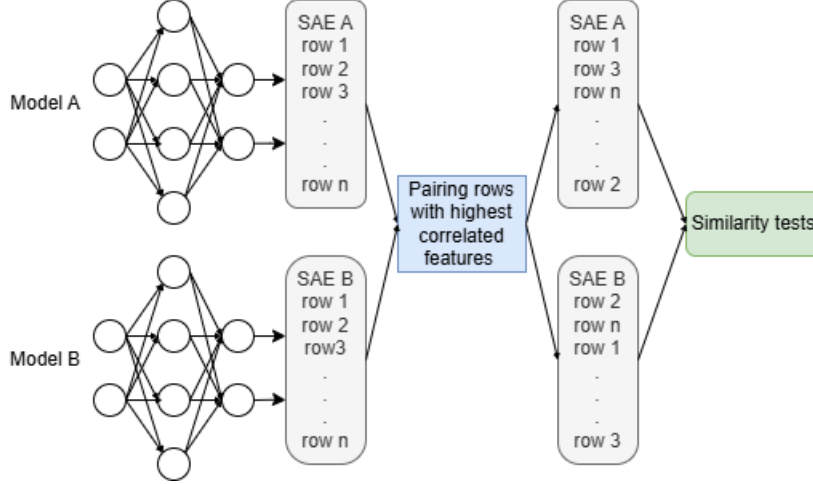 Model A
SAE A
row 1
row 2
row 3
.
.
.
row n
Model B
SAE B
row 1
row 2
row3
.
.
.
row n
Pairing rows
with highest
correlated
features
SAE A
row 1
row 3
row n
.
.
.
row 2
SAE B
row 2
row n
row 1
.
.
.
row 3
Similarity tests